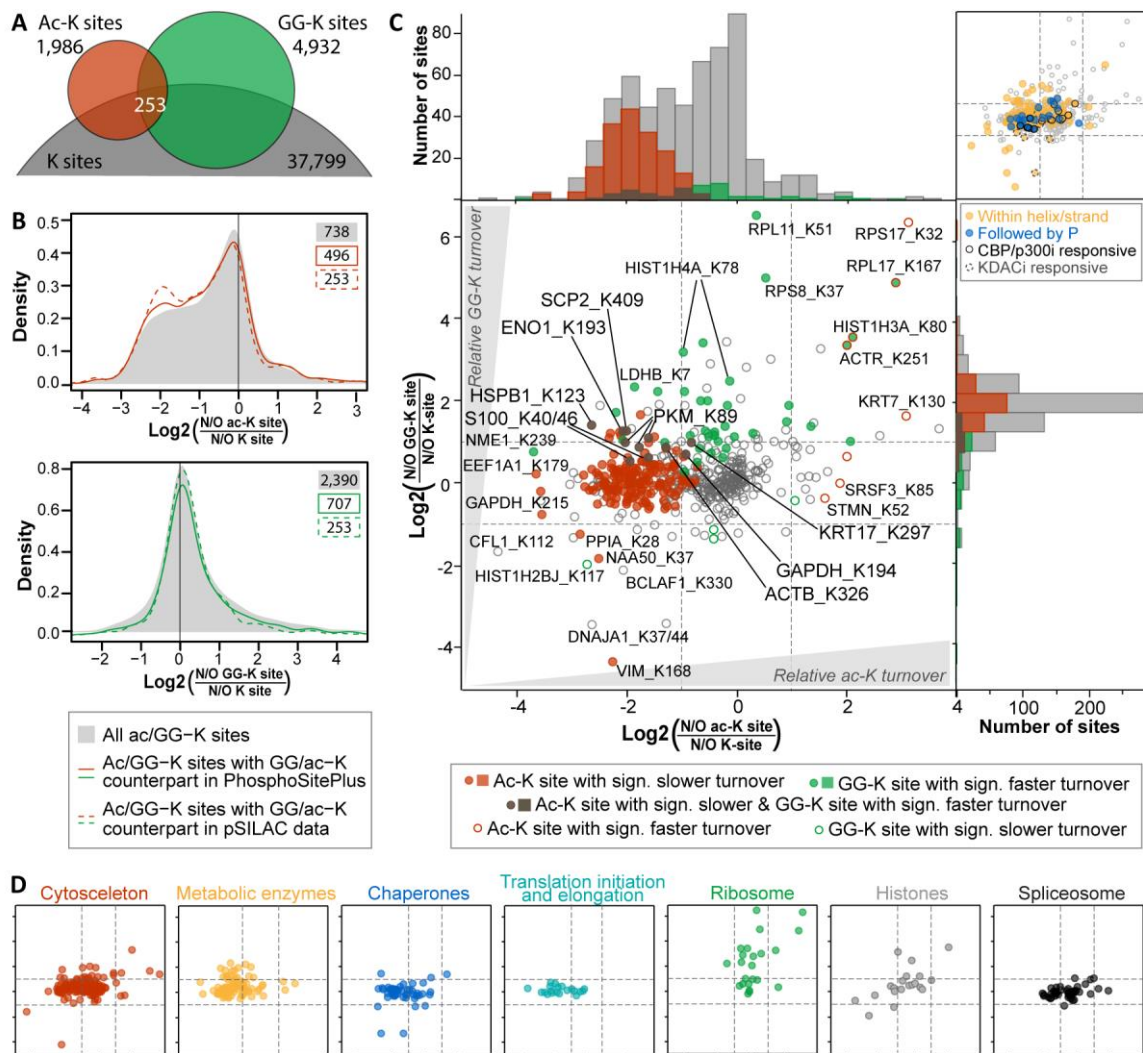 A
Ac-K sites
1,986
GG-K sites
4,932
253
K sites
37,799
B
Density
0.5
0.4
0.3
0.2
0.1
0.0
738
496
253
−4 −3 −2 −1 0 1 2 3
Log2(N/O ac-K site / N/O K site)
Density
0.8
0.6
0.4
0.2
0.0
2,390
707
253
−2 −1 0 1 2 3 4
Log2(N/O GG-K site / N/O K site)
All ac/GG−K sites
Ac/GG−K sites with GG/ac−K
counterpart in PhosphoSitePlus
Ac/GG−K sites with GG/ac−K
counterpart in pSILAC data
C
Number of sites
80
60
40
20
Within helix/strand
Followed by P
CBP/p300i responsive
KDACi responsive
Relative GG-K turnover
RPL11_K51
RPS17_K32
HIST1H4A_K78
RPL17_K167
SCP2_K409
RPS8_K37
ENO1_K193
HIST1H3A_K80
LDHB_K7
ACTR_K251
HSPB1_K123
PKM_K89
KRT7_K130
S100_K40/46
NME1_K239
EEF1A1_K179
SRSF3_K85
GAPDH_K215
STMN_K52
KRT17_K297
CFL1_K112
PPIA_K28
NAA50_K37
GAPDH_K194
HIST1H2BJ_K117
BCLAF1_K330
ACTB_K326
DNAJA1_K37/44
VIM_K168
Relative ac-K turnover
Log2(N/O GG-K site / N/O K-site)
6
4
2
0
-2
-4
-4 -2 0 2 4
Log2(N/O ac-K site / N/O K-site)
100 200
Number of sites
Ac-K site with sign. slower turnover
GG-K site with sign. faster turnover
Ac-K site with sign. slower & GG-K site with sign. faster turnover
Ac-K site with sign. faster turnover
GG-K site with sign. slower turnover
D
Cytosceleton
Metabolic enzymes
Chaperones
Translation initiation
and elongation
Ribosome
Histones
Spliceosome